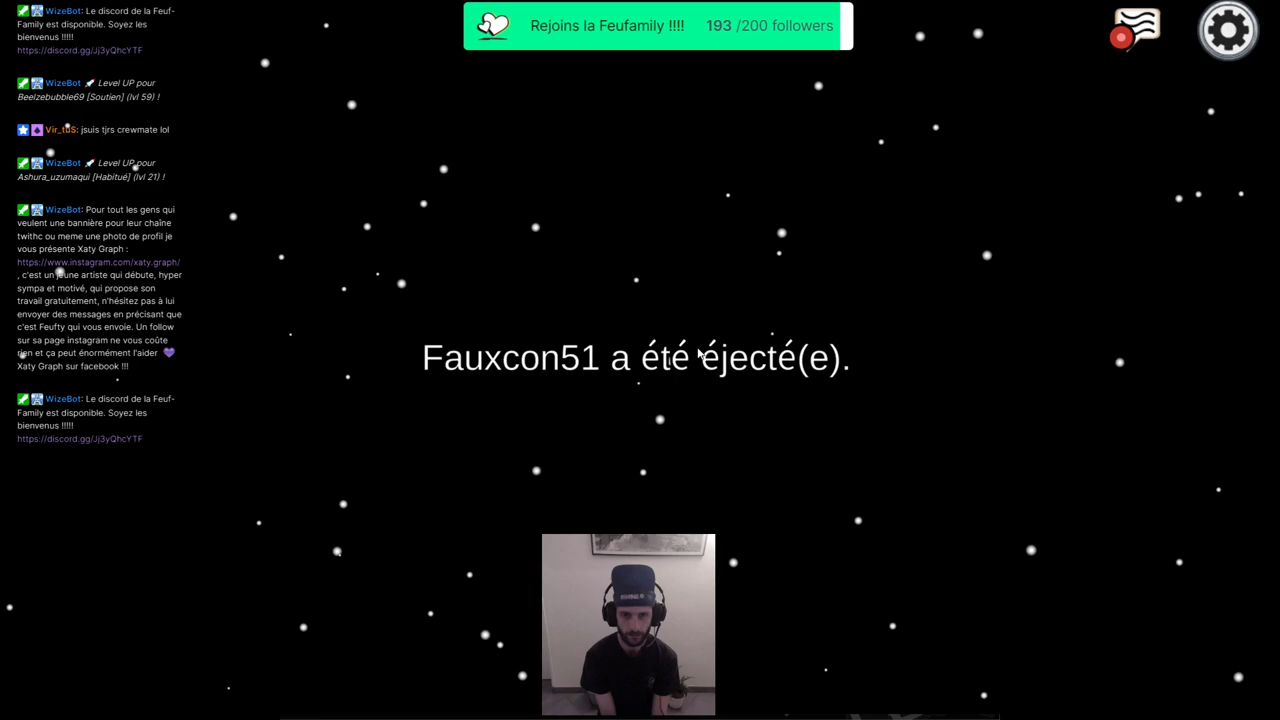 WizeBot: Le discord de la Feuf-
Family est disponible. Soyez les
bienvenus !!!!!
https://discord.gg/Jj3yQhcYTF
WizeBot 🚀 Level UP pour
Beelzebubble69 [Soutien] (lvl 59) !
Vir_tuS: jsuis tjrs crewmate lol
WizeBot 🚀 Level UP pour
Ashura_uzumaqui [Habitué] (lvl 21) !
WizeBot: Pour tout les gens qui
veulent une bannière pour leur chaîne
twithc ou meme une photo de profil je
vous présente Xaty Graph :
https://www.instagram.com/xaty.graph/
, c'est un jeune artiste qui débute, hyper
sympa et motivé, qui propose son
travail gratuitement, n'hésitez pas à lui
envoyer des messages en précisant que
c'est Feufty qui vous envoie. Un follow
sur sa page instagram ne vous coûte
rien et ça peut énormément l'aider 💜
Xaty Graph sur facebook !!!
WizeBot: Le discord de la Feuf-
Family est disponible. Soyez les
bienvenus !!!!!
https://discord.gg/Jj3yQhcYTF
Rejoins la Feufamily !!!! 193 /200 followers
Fauxcon51 a été éjecté(e).